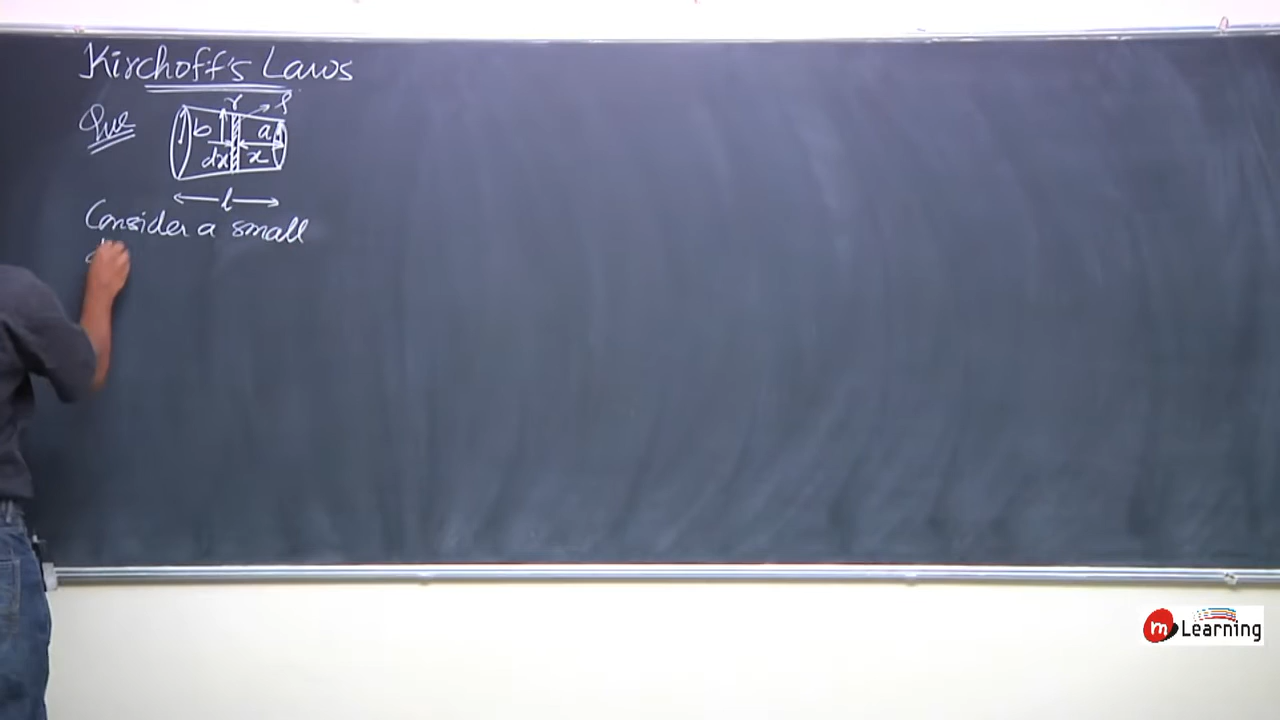 Kirchoff's Laws
Que
r ρ
b a
dx x
l
Consider a small
m Learning